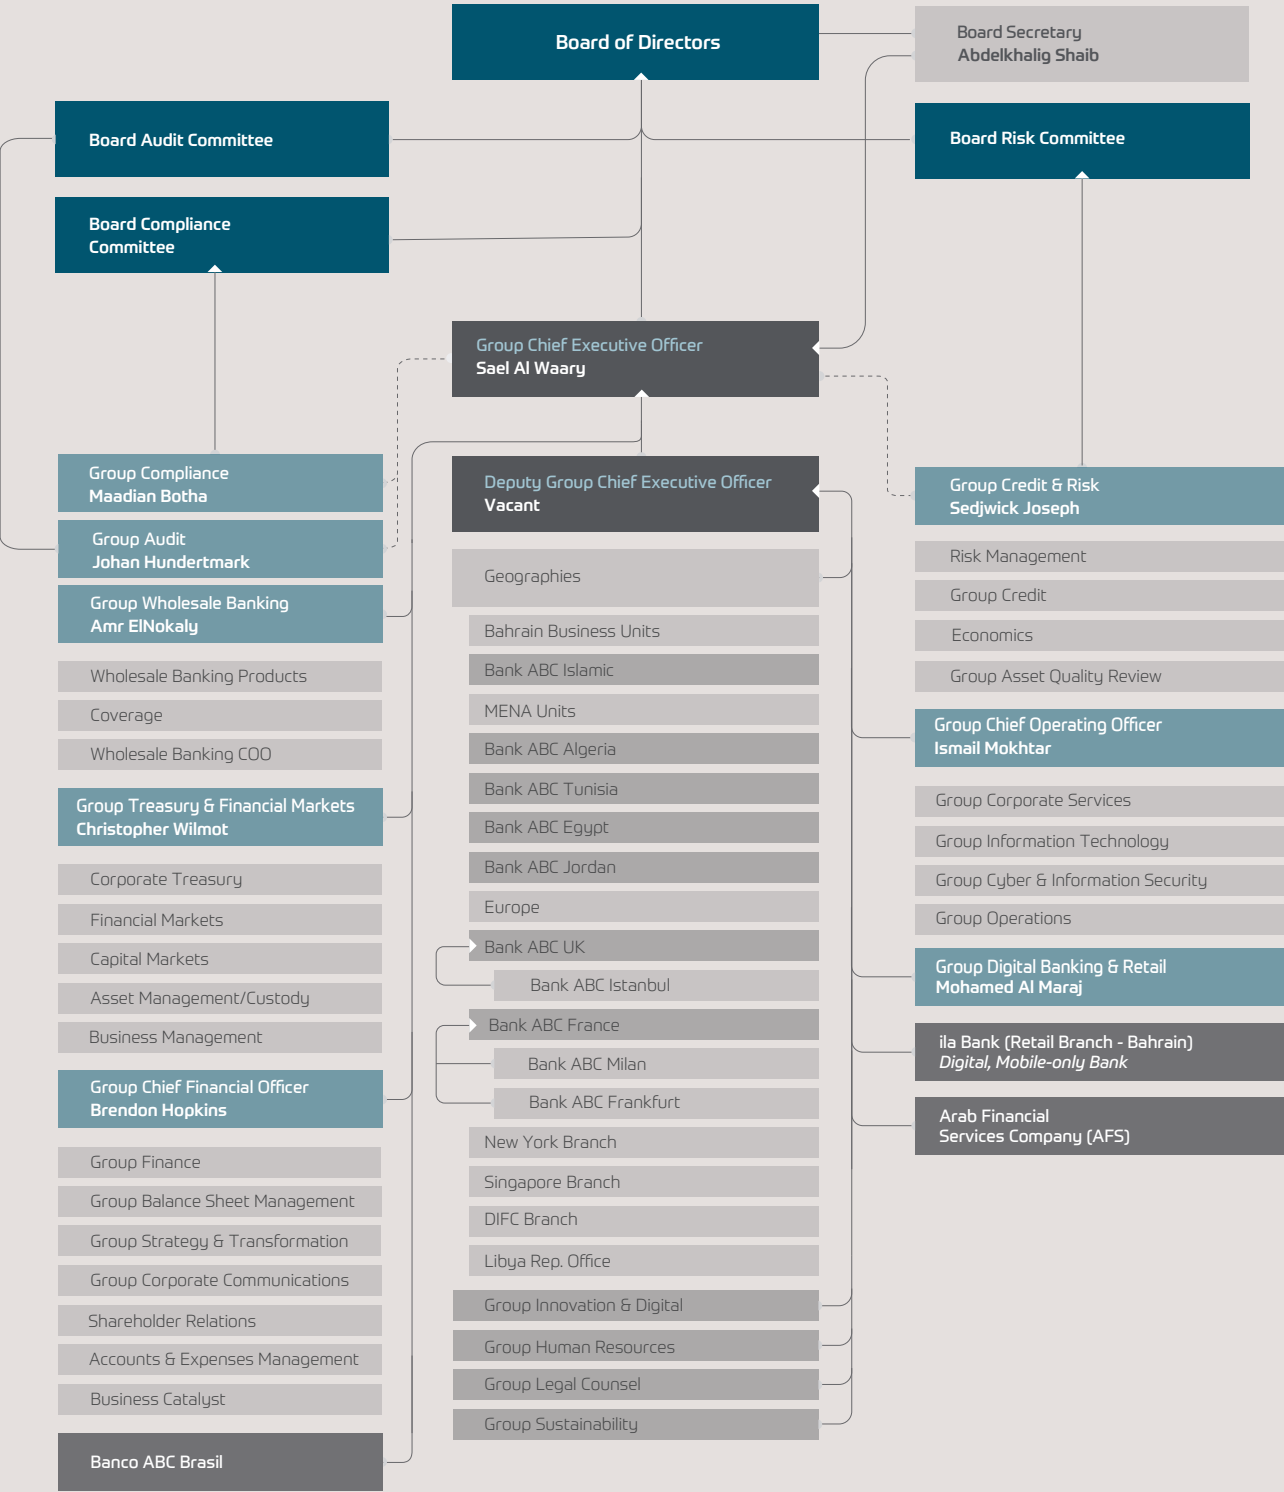 Board of Directors
Board Secretary
Abdelkhalig Shaib
Board Audit Committee
Board Risk Committee
Board Compliance
Committee
Group Chief Executive Officer
Sael Al Waary
Group Compliance
Maadian Botha
Group Audit
Johan Hundertmark
Group Wholesale Banking
Amr ElNokaly
Wholesale Banking Products
Coverage
Wholesale Banking COO
Group Treasury & Financial Markets
Christopher Wilmot
Corporate Treasury
Financial Markets
Capital Markets
Asset Management/Custody
Business Management
Group Chief Financial Officer
Brendon Hopkins
Group Finance
Group Balance Sheet Management
Group Strategy & Transformation
Group Corporate Communications
Shareholder Relations
Accounts & Expenses Management
Business Catalyst
Banco ABC Brasil
Deputy Group Chief Executive Officer
Vacant
Geographies
Bahrain Business Units
Bank ABC Islamic
MENA Units
Bank ABC Algeria
Bank ABC Tunisia
Bank ABC Egypt
Bank ABC Jordan
Europe
Bank ABC UK
Bank ABC Istanbul
Bank ABC France
Bank ABC Milan
Bank ABC Frankfurt
New York Branch
Singapore Branch
DIFC Branch
Libya Rep. Office
Group Innovation & Digital
Group Human Resources
Group Legal Counsel
Group Sustainability
Group Credit & Risk
Sedjwick Joseph
Risk Management
Group Credit
Economics
Group Asset Quality Review
Group Chief Operating Officer
Ismail Mokhtar
Group Corporate Services
Group Information Technology
Group Cyber & Information Security
Group Operations
Group Digital Banking & Retail
Mohamed Al Maraj
ila Bank (Retail Branch - Bahrain)
Digital, Mobile-only Bank
Arab Financial
Services Company (AFS)